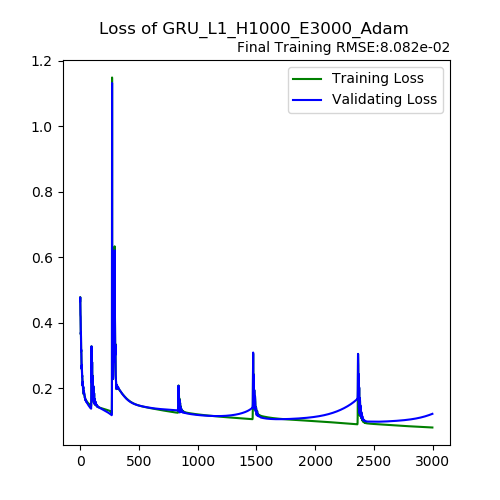 Loss of GRU_L1_H1000_E3000_Adam
Final Training RMSE:8.082e-02
1.2
1.0
0.8
0.6
0.4
0.2
Training Loss
Validating Loss
0 500 1000 1500 2000 2500 3000